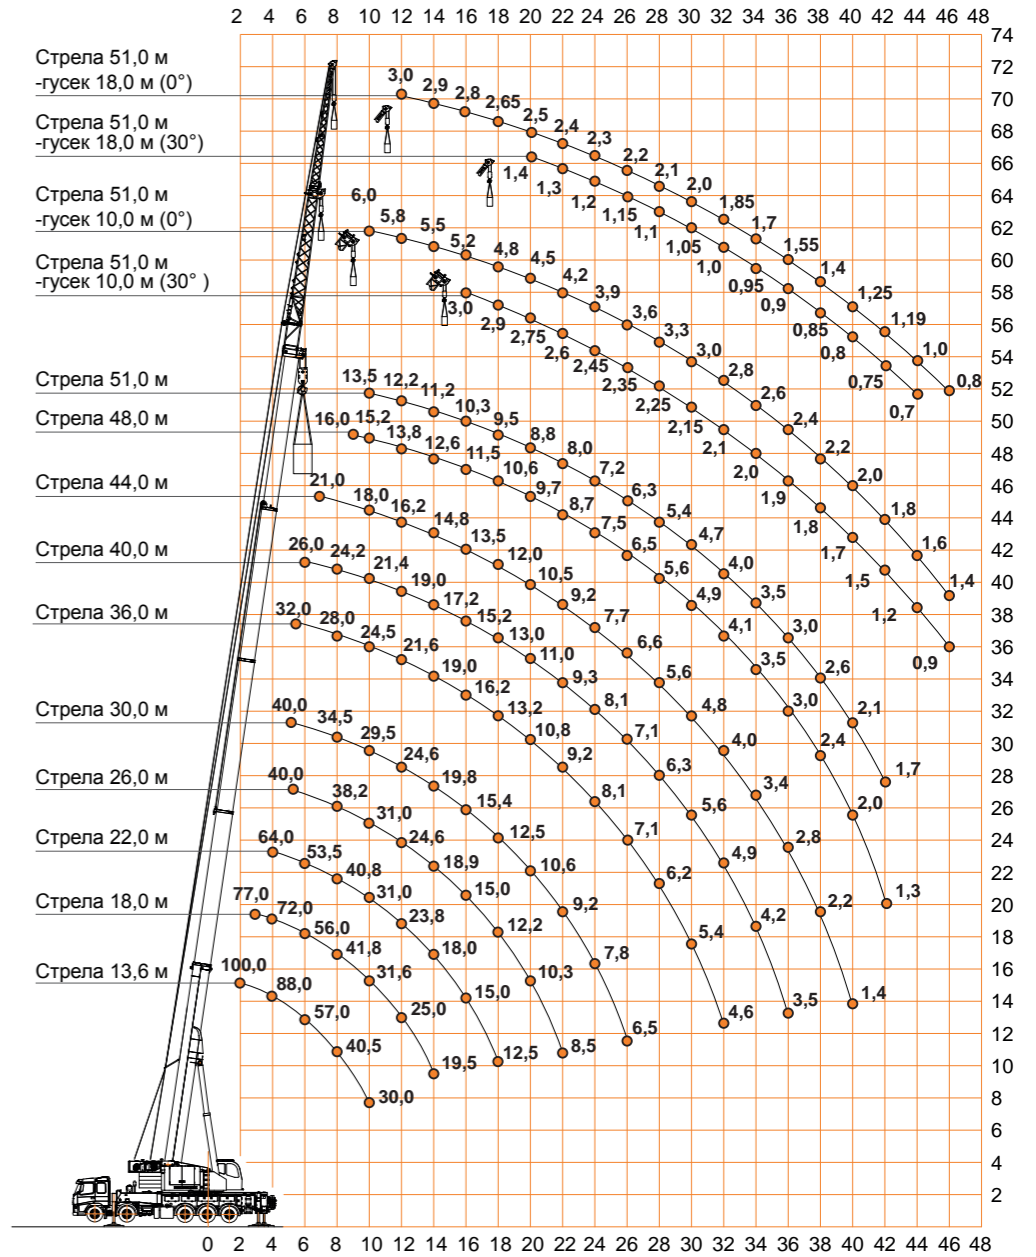 2 4 6 8 10 12 14 16 18 20 22 24 26 28 30 32 34 36 38 40 42 44 46 48
74
Стрела 51,0 м
-гусек 18,0 м (0°)
72
3,0 2,9 2,8 2,65 2,5 2,4 2,3 2,2 2,1 2,0 1,85 1,7 1,55 1,4 1,25 1,19 1,0 0,8
70
Стрела 51,0 м
-гусек 18,0 м (30°)
68
1,4 1,3 1,2 1,15 1,1 1,05 1,0 0,95 0,9 0,85 0,8 0,75 0,7
66
Стрела 51,0 м
-гусек 10,0 м (0°)
64
6,0 5,8 5,5 5,2 4,8 4,5 4,2 3,9 3,6 3,3 3,0 2,8 2,6 2,4 2,2 2,0 1,8 1,6 1,4
62
Стрела 51,0 м
-гусек 10,0 м (30° )
60
3,0 2,9 2,75 2,6 2,45 2,35 2,25 2,15 2,1 2,0 1,9 1,8 1,7 1,5 1,2 0,9
58
56
54
Стрела 51,0 м
13,5 12,2 11,2 10,3 9,5 8,8 8,0 7,2 6,3 5,4 4,7 4,0 3,5 3,0 2,6 2,1 1,7
52
Стрела 48,0 м
16,0 15,2 13,8 12,6 11,5 10,6 9,7 8,7 7,5 6,5 5,6 4,9 4,1 3,5 3,0 2,4 2,0 1,3
50
48
Стрела 44,0 м
21,0 18,0 16,2 14,8 13,5 12,0 10,5 9,2 7,7 6,6 5,6 4,8 4,0 3,4 2,8 2,2 1,4
46
44
Стрела 40,0 м
26,0 24,2 21,4 19,0 17,2 15,2 13,0 11,0 9,3 8,1 7,1 6,3 5,6 4,9 4,2 3,5
42
40
Стрела 36,0 м
32,0 28,0 24,5 21,6 19,0 16,2 13,2 10,8 9,2 8,1 7,1 6,2 5,4 4,6
38
36
34
Стрела 30,0 м
40,0 34,5 29,5 24,6 19,8 15,4 12,5 10,6 9,2 7,8 6,5
32
30
Стрела 26,0 м
40,0 38,2 31,0 24,6 18,9 15,0 12,2 10,3 8,5
28
26
Стрела 22,0 м
64,0 53,5 40,8 31,0 23,8 18,0 15,0 12,5
24
22
Стрела 18,0 м
77,0 72,0 56,0 41,8 31,6 25,0 19,5
20
18
Стрела 13,6 м
100,0 88,0 57,0 40,5 30,0
16
14
12
10
8
6
4
2
0 2 4 6 8 10 12 14 16 18 20 22 24 26 28 30 32 34 36 38 40 42 44 46 48